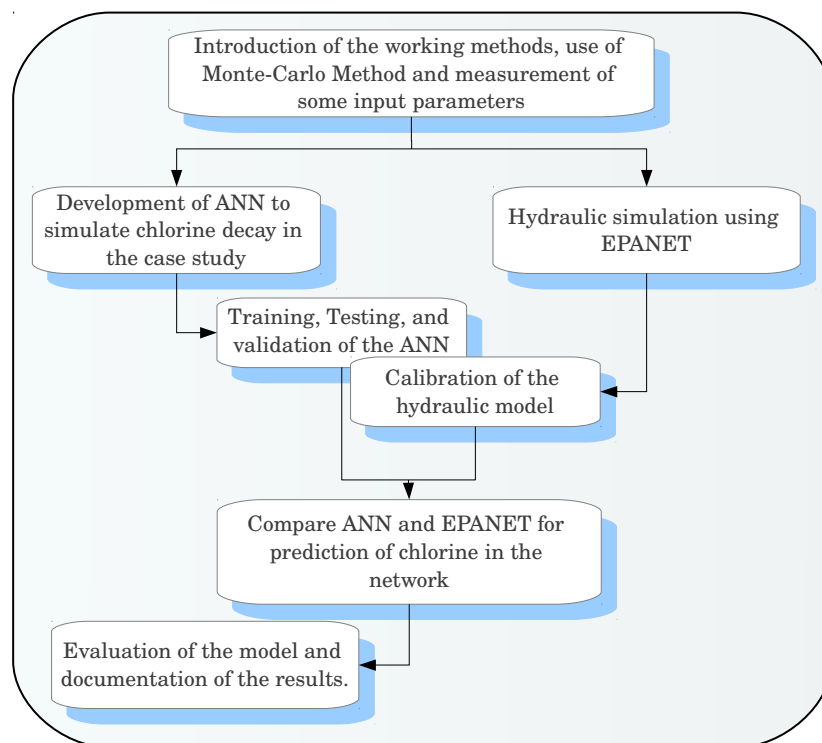 Introduction of the working methods, use of
Monte-Carlo Method and measurement of
some input parameters
Development of ANN to
simulate chlorine decay in
the case study
Hydraulic simulation using
EPANET
Training, Testing, and
validation of the ANN
Calibration of the
hydraulic model
Compare ANN and EPANET for
prediction of chlorine in the
network
Evaluation of the model and
documentation of the results.